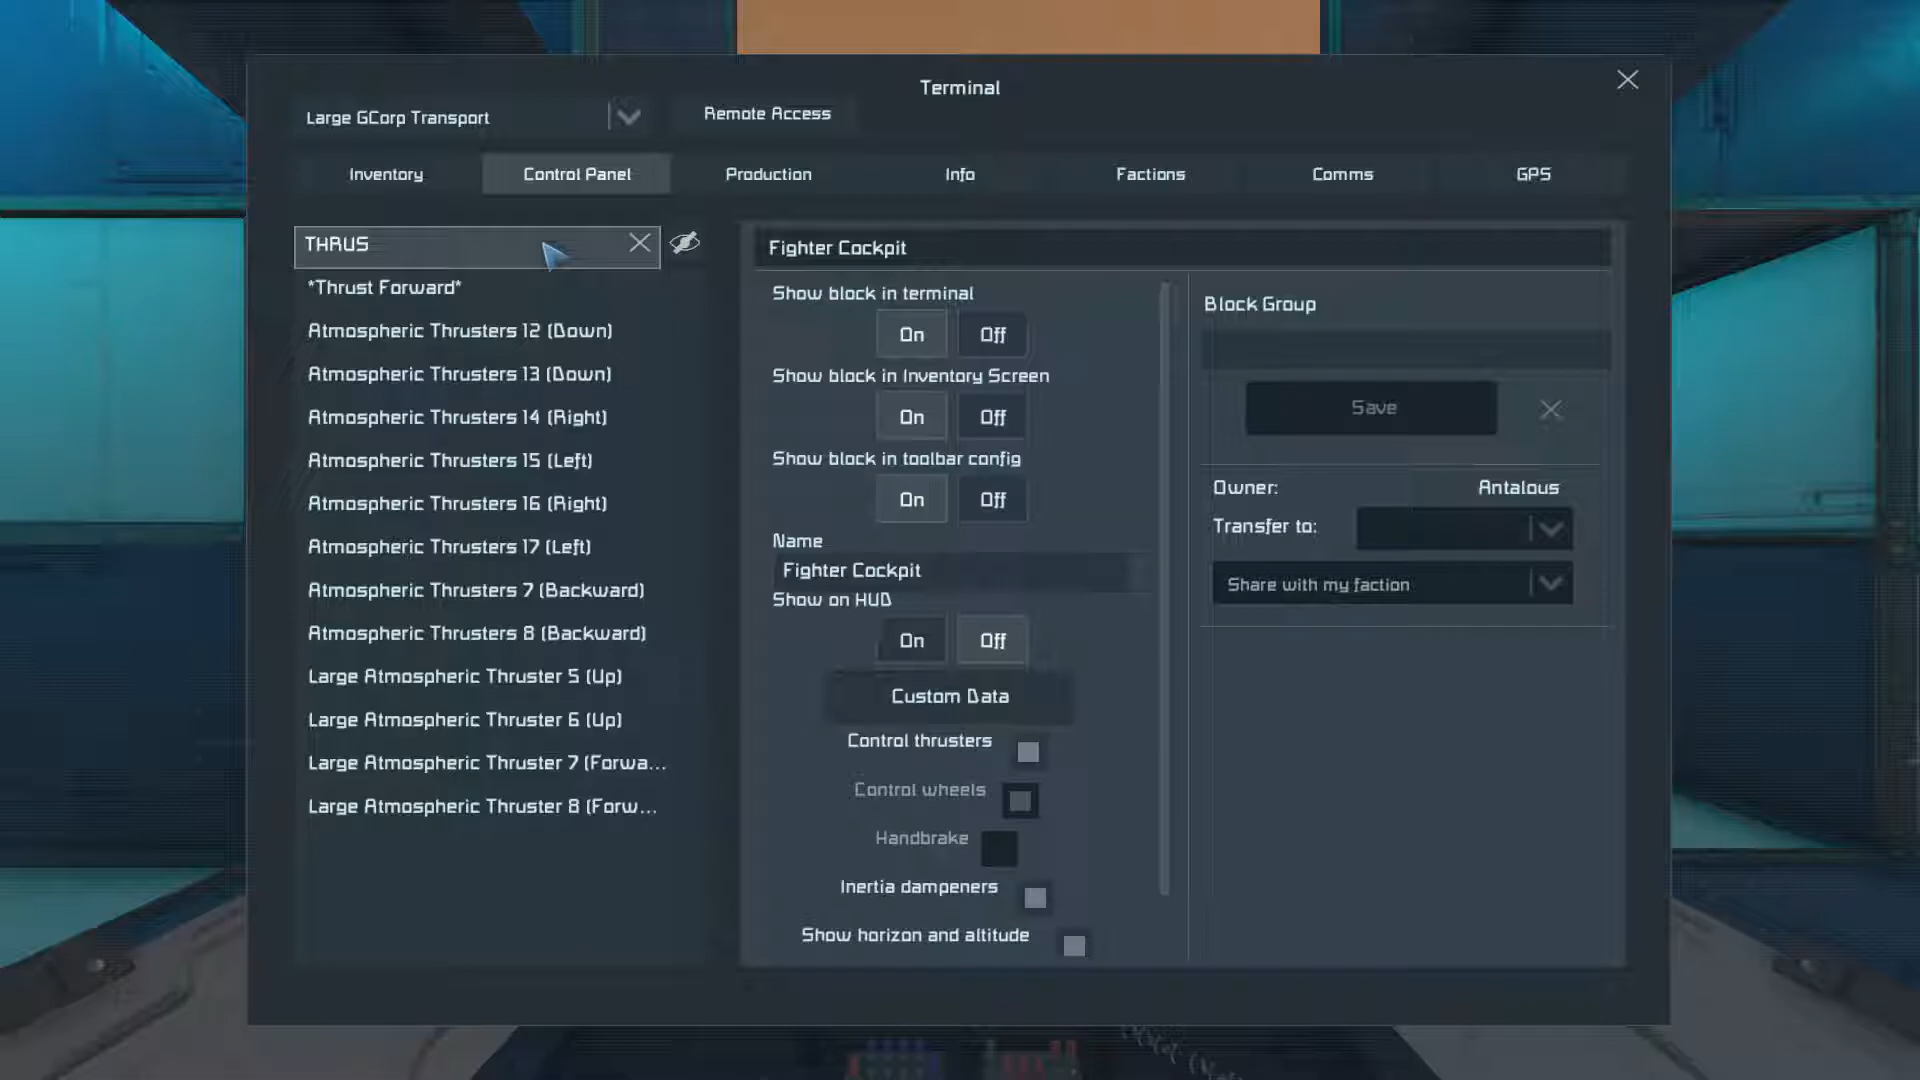 Terminal
Large GCorp Transport
Remote Access
Inventory
Control Panel
Production
Info
Factions
Comms
GPS
THRUS
*Thrust Forward*
Atmospheric Thrusters 12 (Down)
Atmospheric Thrusters 13 (Down)
Atmospheric Thrusters 14 (Right)
Atmospheric Thrusters 15 (Left)
Atmospheric Thrusters 16 (Right)
Atmospheric Thrusters 17 (Left)
Atmospheric Thrusters 7 (Backward)
Atmospheric Thrusters 8 (Backward)
Large Atmospheric Thruster 5 (Up)
Large Atmospheric Thruster 6 (Up)
Large Atmospheric Thruster 7 (Forwa...
Large Atmospheric Thruster 8 (Forw...
Fighter Cockpit
Show block in terminal
On Off
Show block in Inventory Screen
On Off
Show block in toolbar config
On Off
Name
Fighter Cockpit
Show on HUD
On Off
Custom Data
Control thrusters
Control wheels
Handbrake
Inertia dampeners
Show horizon and altitude
Block Group
Save
Owner: Antalous
Transfer to:
Share with my faction